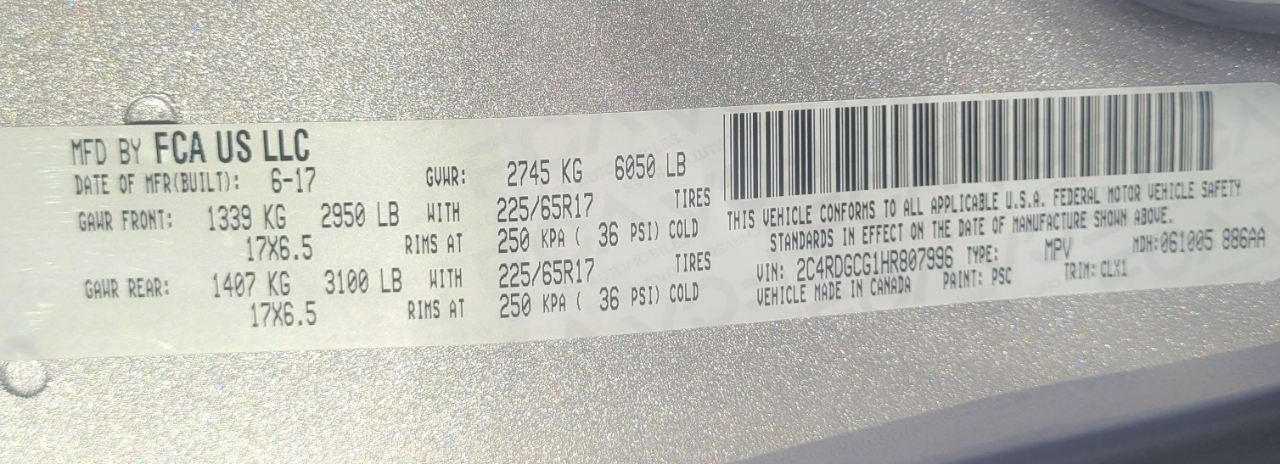 MFD BY FCA US LLC
DATE OF MFR(BUILT): 6-17 GVWR: 2745 KG 6050 LB
GAWR FRONT: 1339 KG 2950 LB WITH 225/65R17 TIRES
17X6.5 RIMS AT 250 KPA ( 36 PSI) COLD
GAWR REAR: 1407 KG 3100 LB WITH 225/65R17 TIRES
17X6.5 RIMS AT 250 KPA ( 36 PSI) COLD
THIS VEHICLE CONFORMS TO ALL APPLICABLE U.S.A. FEDERAL MOTOR VEHICLE SAFETY
STANDARDS IN EFFECT ON THE DATE OF MANUFACTURE SHOWN ABOVE.
VIN: 2C4RDGCG1HR807996 TYPE: MPV MDH:061005 886AA
VEHICLE MADE IN CANADA PAINT: PSC TRIM: CLX1